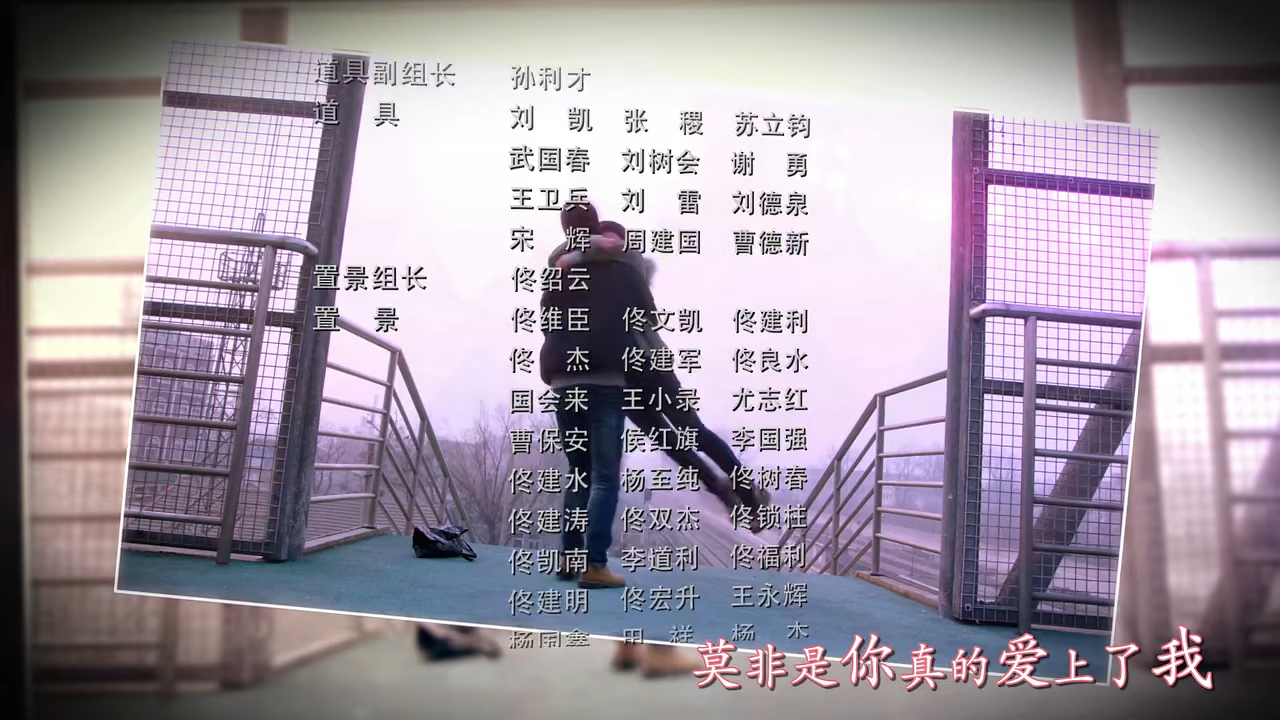 道具副组长 孙利才
道 具 刘 凯 张 稷 苏立钧
武国春 刘树会 谢 勇
王卫兵 刘 雷 刘德泉
宋 辉 周建国 曹德新
置景组长 佟绍云
置 景 佟维臣 佟文凯 佟建利
佟 杰 佟建军 佟良水
国会来 王小录 尤志红
曹保安 侯红旗 李国强
佟建水 杨至纯 佟树春
佟建涛 佟双杰 佟锁柱
佟凯南 李道利 佟福利
佟建明 佟宏升 王永辉
田 祥 杨
莫非是你真的爱上了我